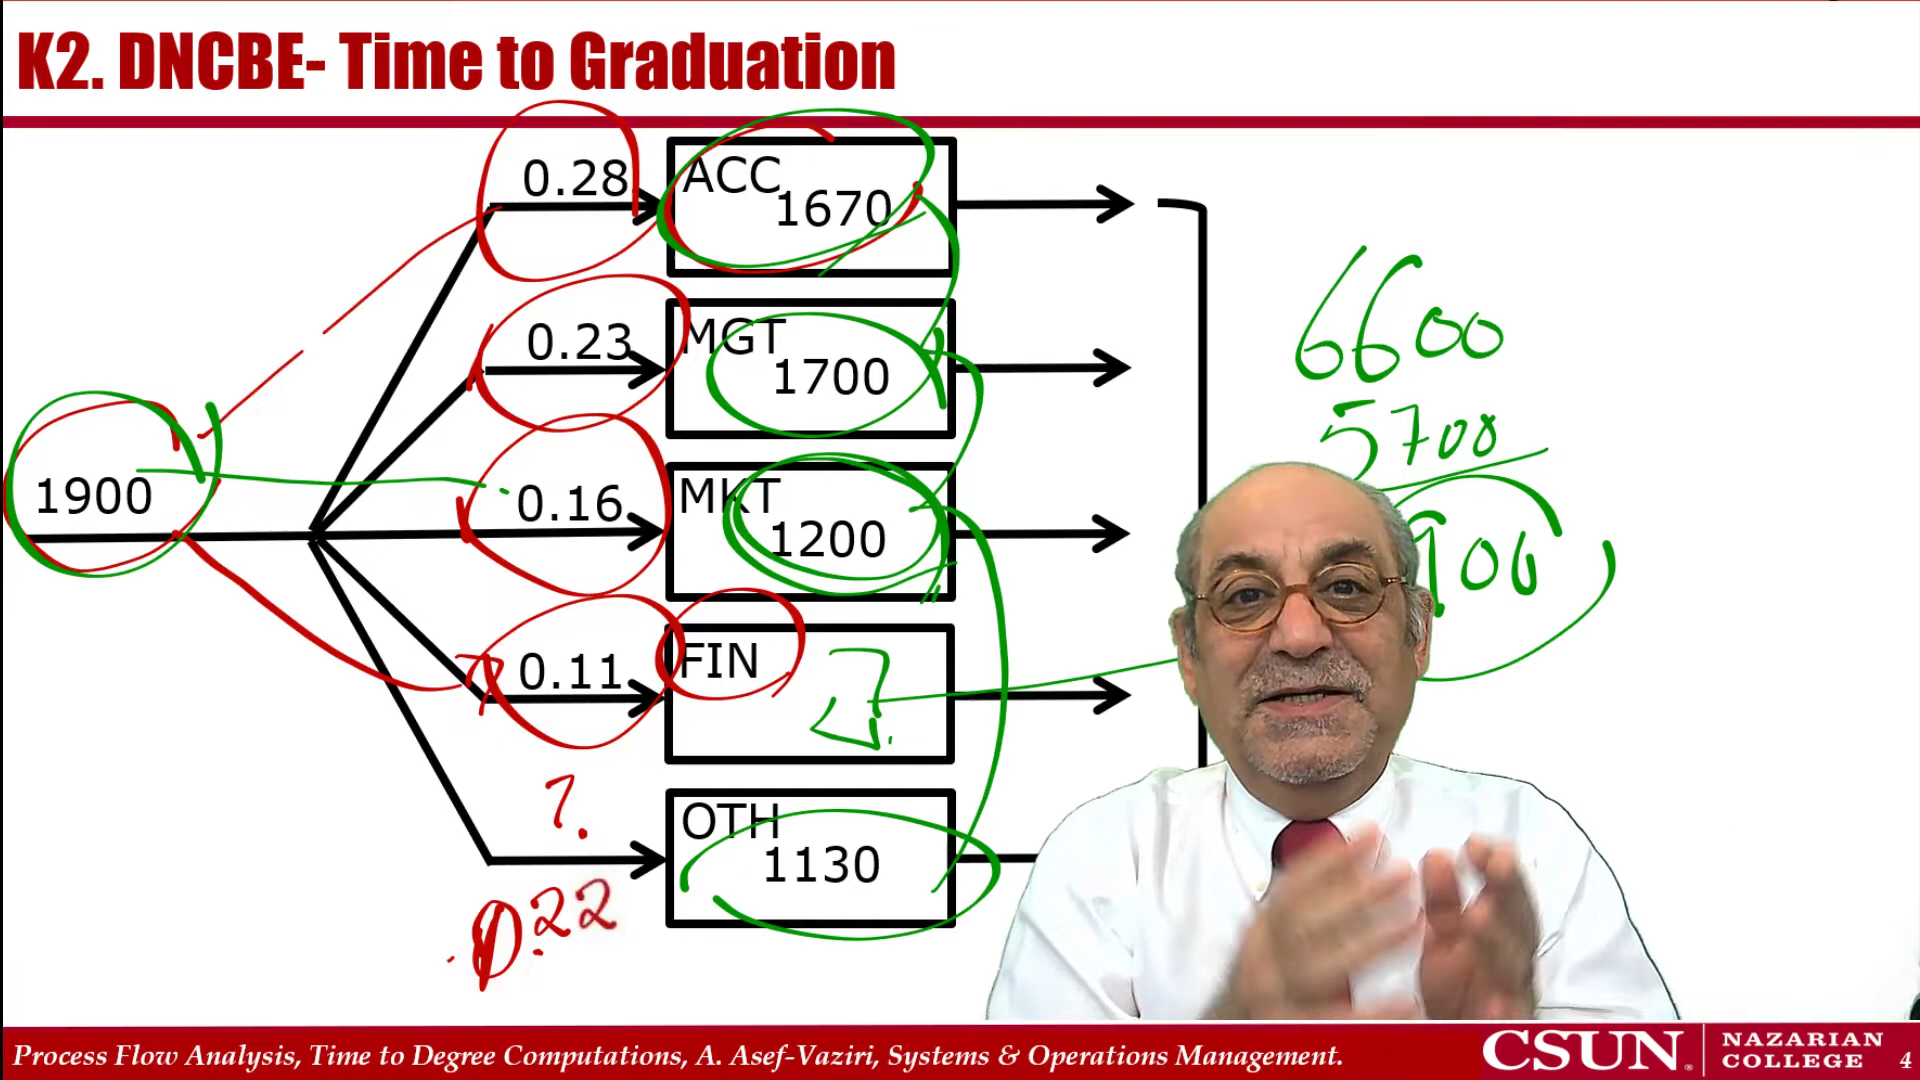 K2. DNCBE- Time to Graduation
0.28
ACC
1670
0.23
MGT
1700
6600
5700
900
1900
0.16
MKT
1200
0.11
FIN
?
?
OTH
1130
0.22
Process Flow Analysis, Time to Degree Computations, A. Asef-Vaziri, Systems & Operations Management.
CSUN.
NAZARIAN
COLLEGE
4